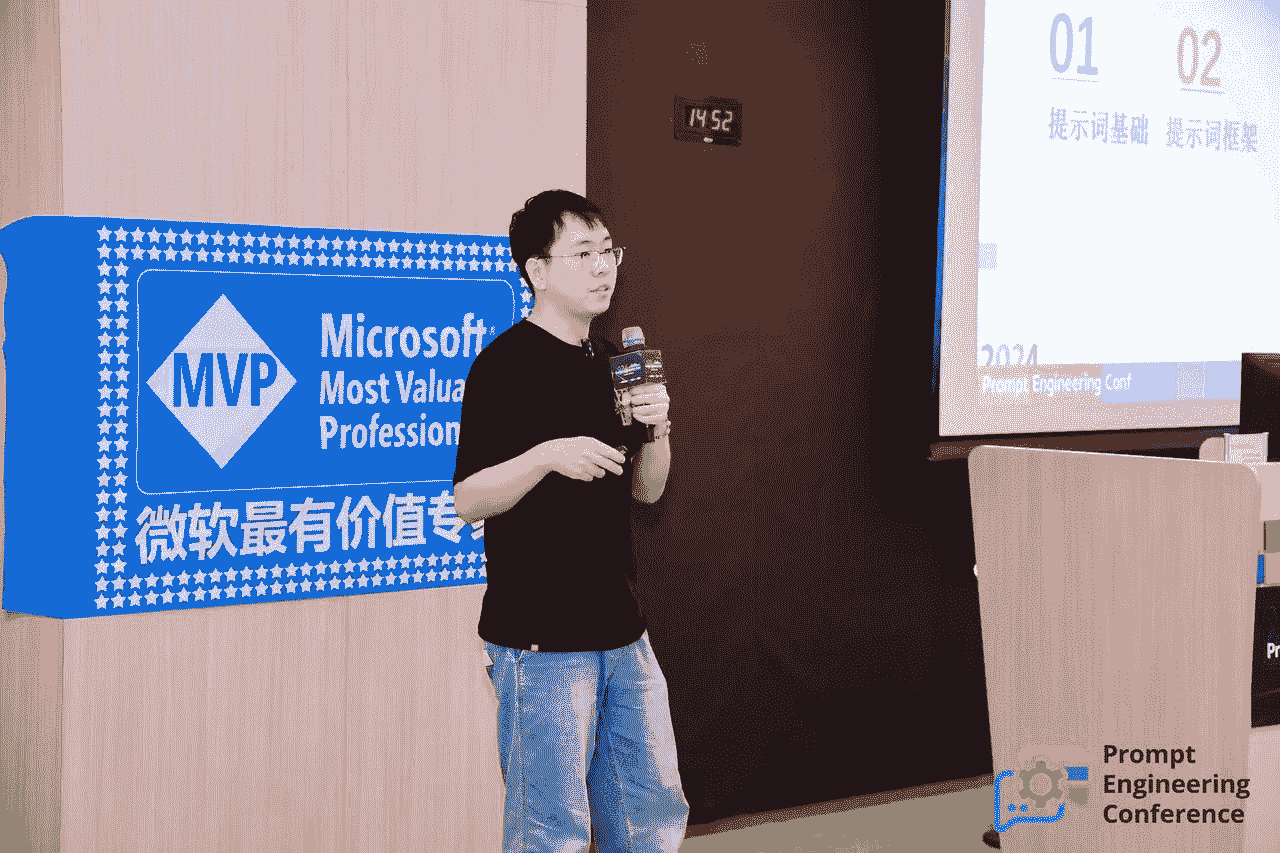 14:52
01
02
提示词基础
提示词框架
2024
Prompt Engineering Conf
MVP
Microsoft
Most Valua
Profession
微软最有价值专
Pr
Prompt
Engineering
Conference